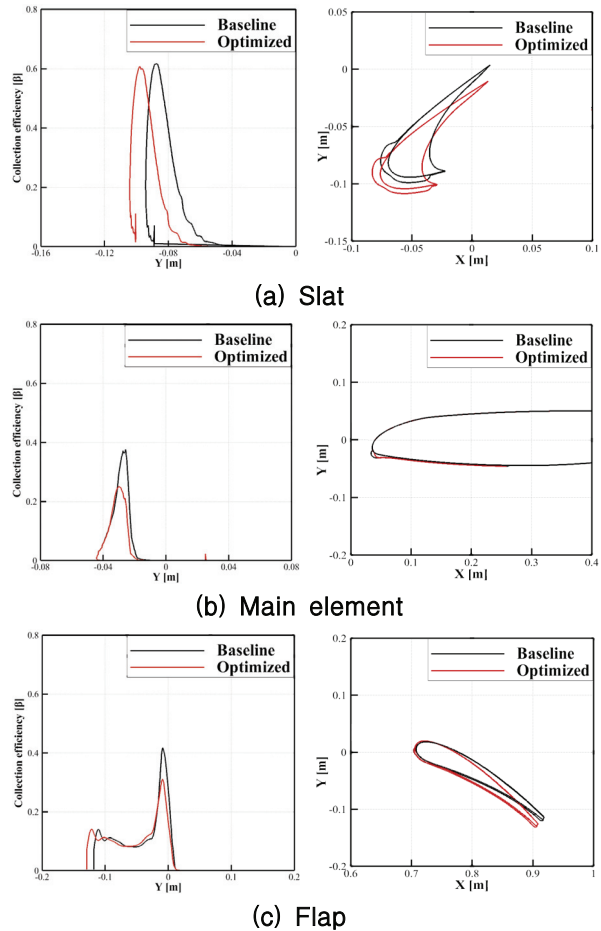 Baseline
Optimized
Collection efficiency |β|
0.8
0.6
0.4
0.2
0
-0.16
-0.12
-0.08
-0.04
0
Y [m]
Baseline
Optimized
Y [m]
0
-0.05
-0.1
-0.15
-0.1
-0.05
0
0.05
0.1
X [m]
(a) Slat
Baseline
Optimized
Collection efficiency |β|
0.8
0.6
0.4
0.2
0
-0.08
-0.04
0
0.04
0.08
Y [m]
Baseline
Optimized
Y [m]
0.2
0.1
0
-0.1
-0.2
0
0.1
0.2
0.3
0.4
X [m]
(b) Main element
Baseline
Optimized
Collection efficiency |β|
0.8
0.6
0.4
0.2
0
-0.2
-0.1
0
0.1
0.2
Y [m]
Baseline
Optimized
Y [m]
0.2
0.1
0
-0.1
-0.2
0.6
0.7
0.8
0.9
1
X [m]
(c) Flap